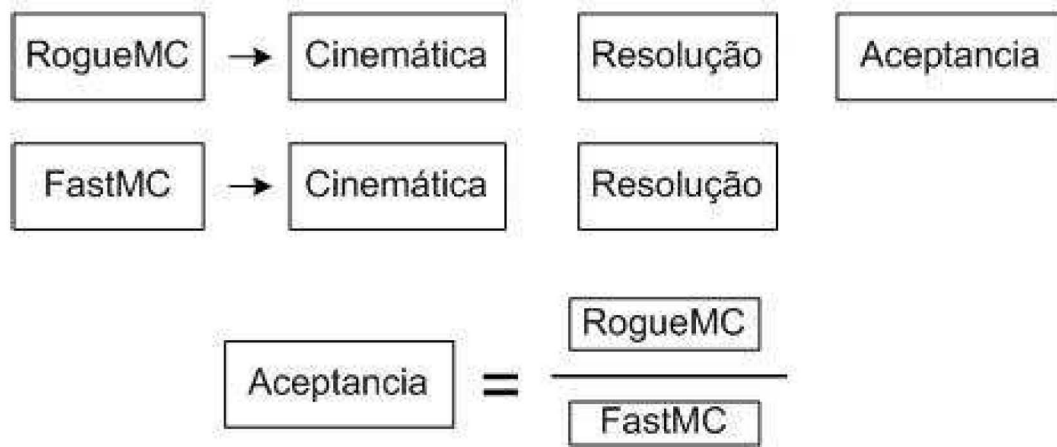 RogueMC → Cinemática Resolução Aceptancia
FastMC → Cinemática Resolução
RogueMC
Aceptancia =
FastMC